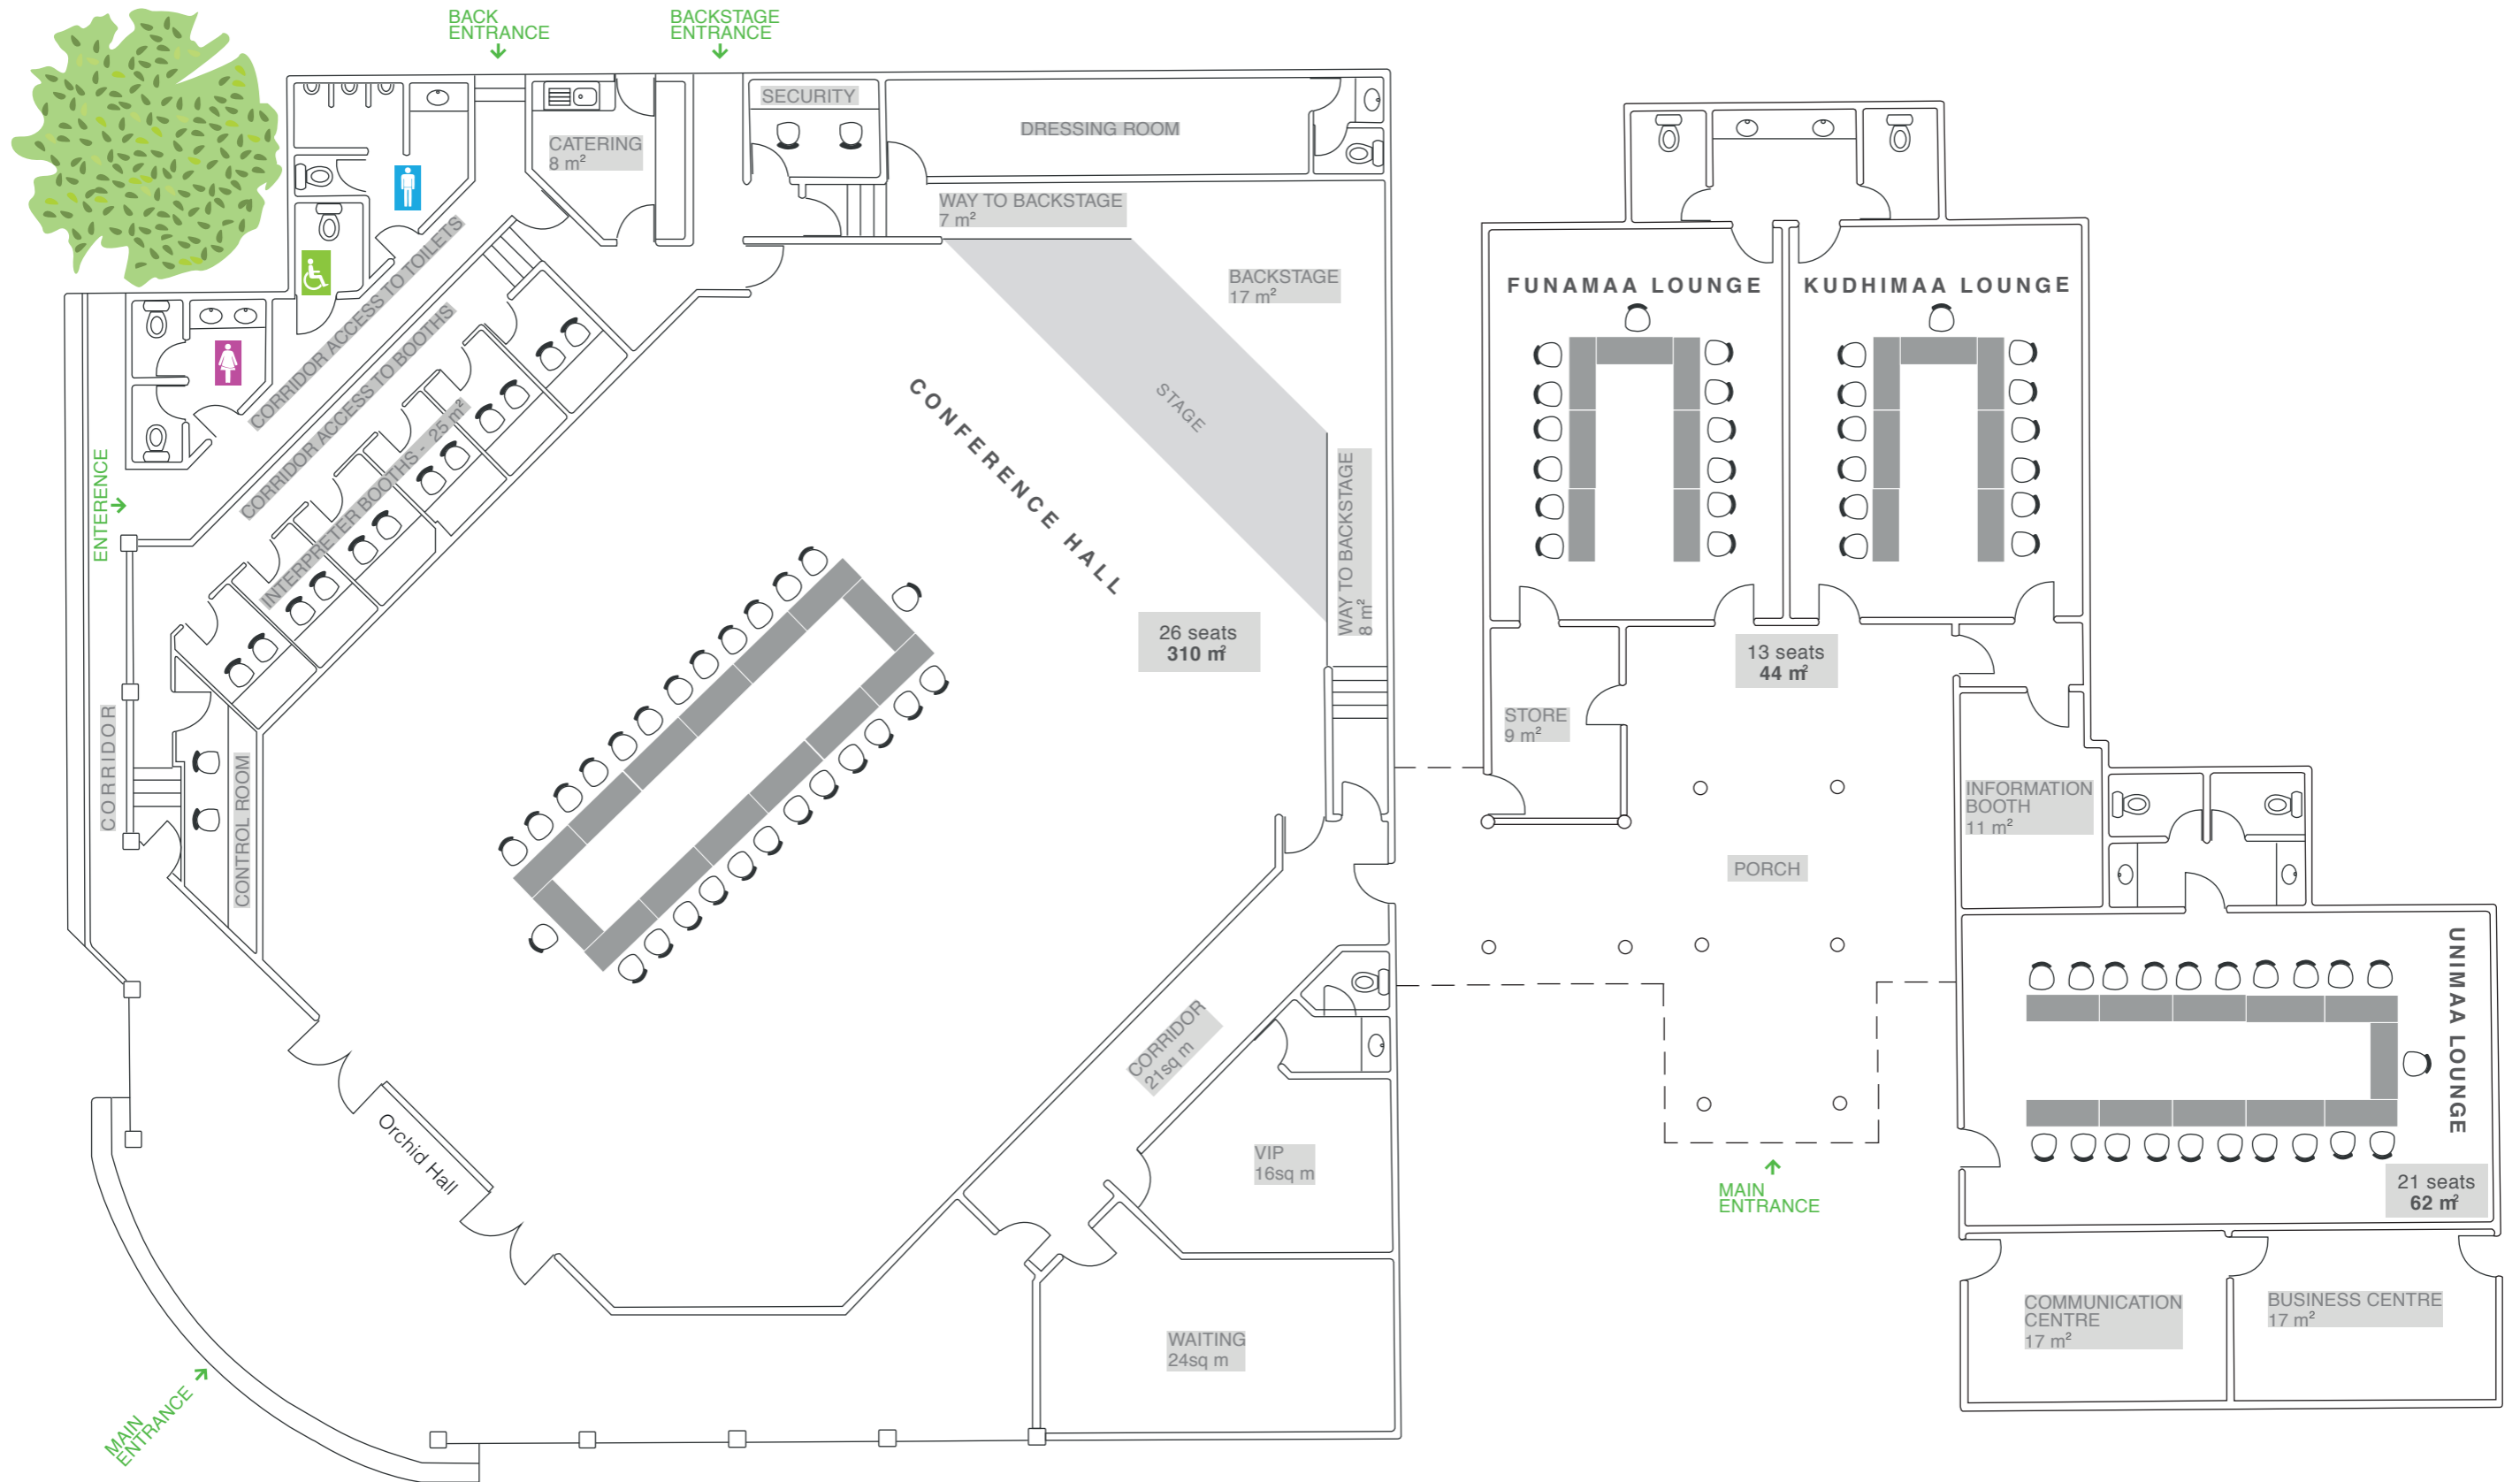 BACK
ENTRANCE
BACKSTAGE
ENTRANCE
SECURITY
DRESSING ROOM
CATERING
8 m²
WAY TO BACKSTAGE
7 m²
BACKSTAGE
17 m²
CORRIDOR ACCESS TO TOILETS
CORRIDOR ACCESS TO BOOTHS
INTERPRETER BOOTHS - 25 m²
ENTERENCE
CORRIDOR
CONTROL ROOM
CONFERENCE HALL
STAGE
WAY TO BACKSTAGE
8 m²
26 seats
310 m²
Orchid Hall
CORRIDOR
21sq m
VIP
16sq m
WAITING
24sq m
MAIN
ENTRANCE
FUNAMAA LOUNGE
KUDHIMAA LOUNGE
13 seats
44 m²
STORE
9 m²
PORCH
INFORMATION
BOOTH
11 m²
MAIN
ENTRANCE
UNIMAA LOUNGE
21 seats
62 m²
COMMUNICATION
CENTRE
17 m²
BUSINESS CENTRE
17 m²